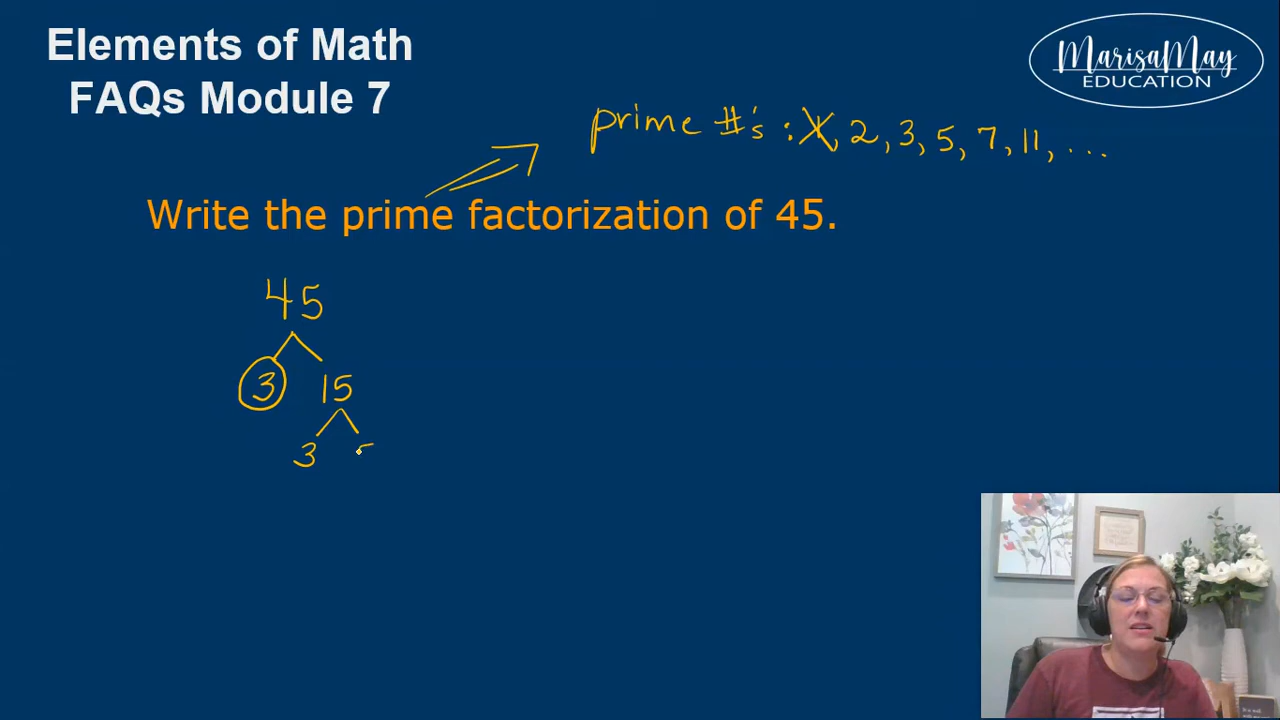 Elements of Math
FAQs Module 7
MarisaMay
EDUCATION
prime #'s : 1, 2, 3, 5, 7, 11, ...
Write the prime factorization of 45.
45
3 15
3